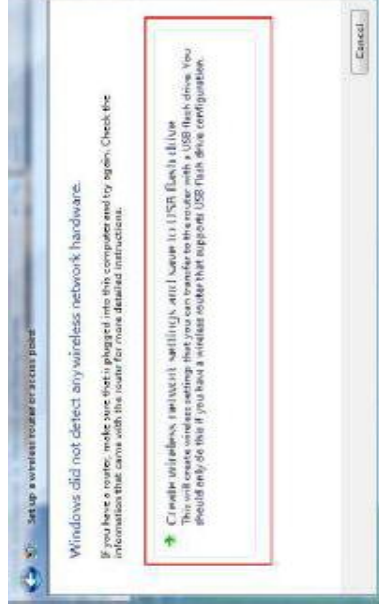 Set up a wireless router or access point
Windows did not detect any wireless network hardware.
If you have a router, make sure that is plugged into this computer and try again. Check the
information that came with the router for more detailed instructions.
Create wireless network settings and save to USB flash drive
This will create wireless settings that you can transfer to the router with a USB flash drive. You
should only do this if you have a wireless router that supports USB flash drive configuration.
Cancel